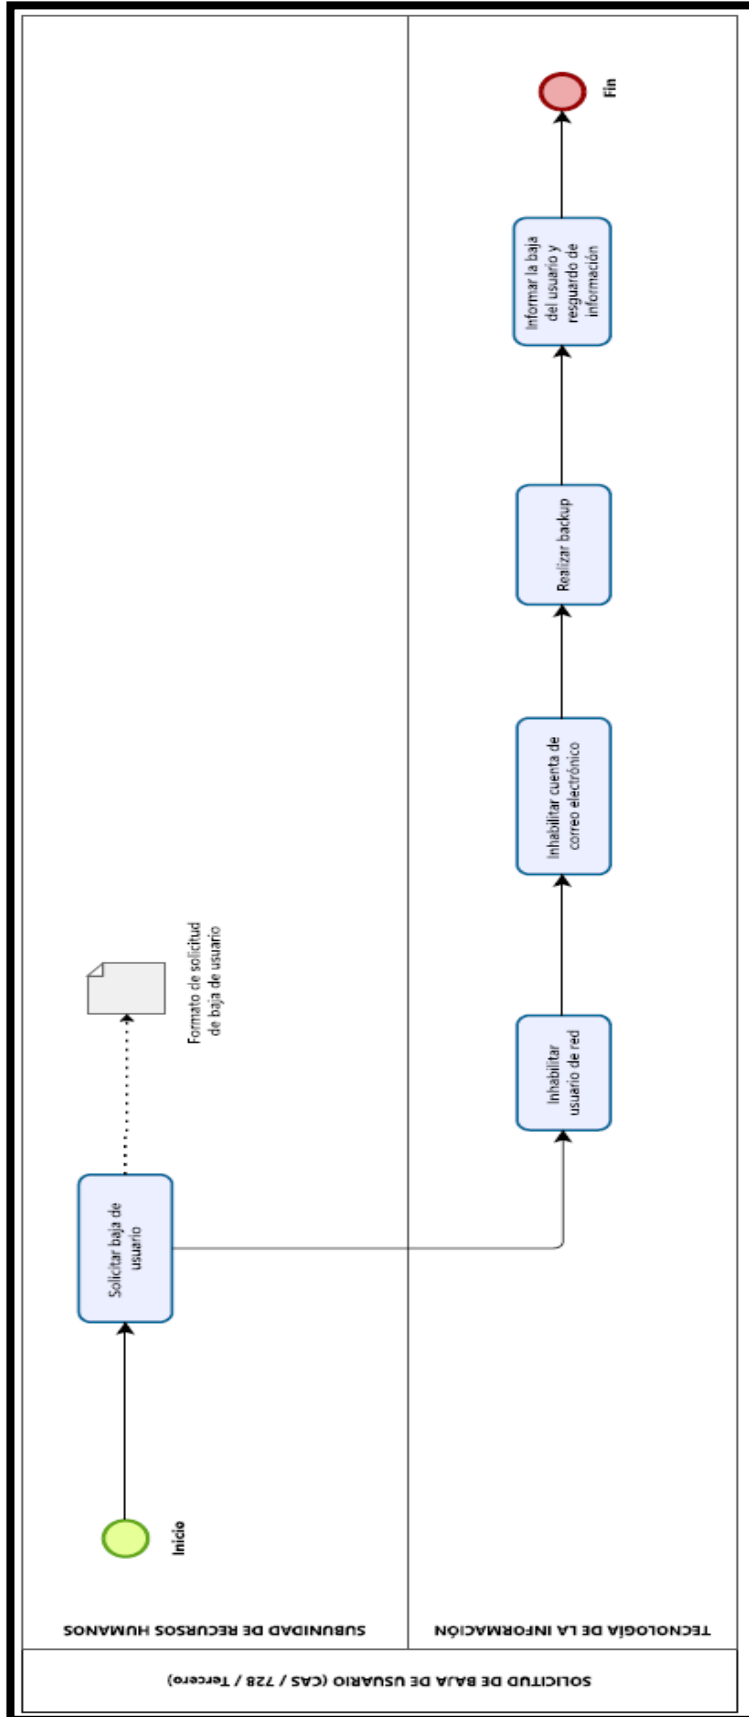 SOLICITUD DE BAJA DE USUARIO (CAS / 728 / Tercero)
SUBUNIDAD DE RECURSOS HUMANOS
Inicio
Solicitar baja de
usuario
Formato de solicitud
de baja de usuario
TECNOLOGÍA DE LA INFORMACIÓN
Inhabilitar
usuario de red
Inhabilitar cuenta de
correo electrónico
Realizar backup
Informar la baja
del usuario y
resguardo de
información
Fin